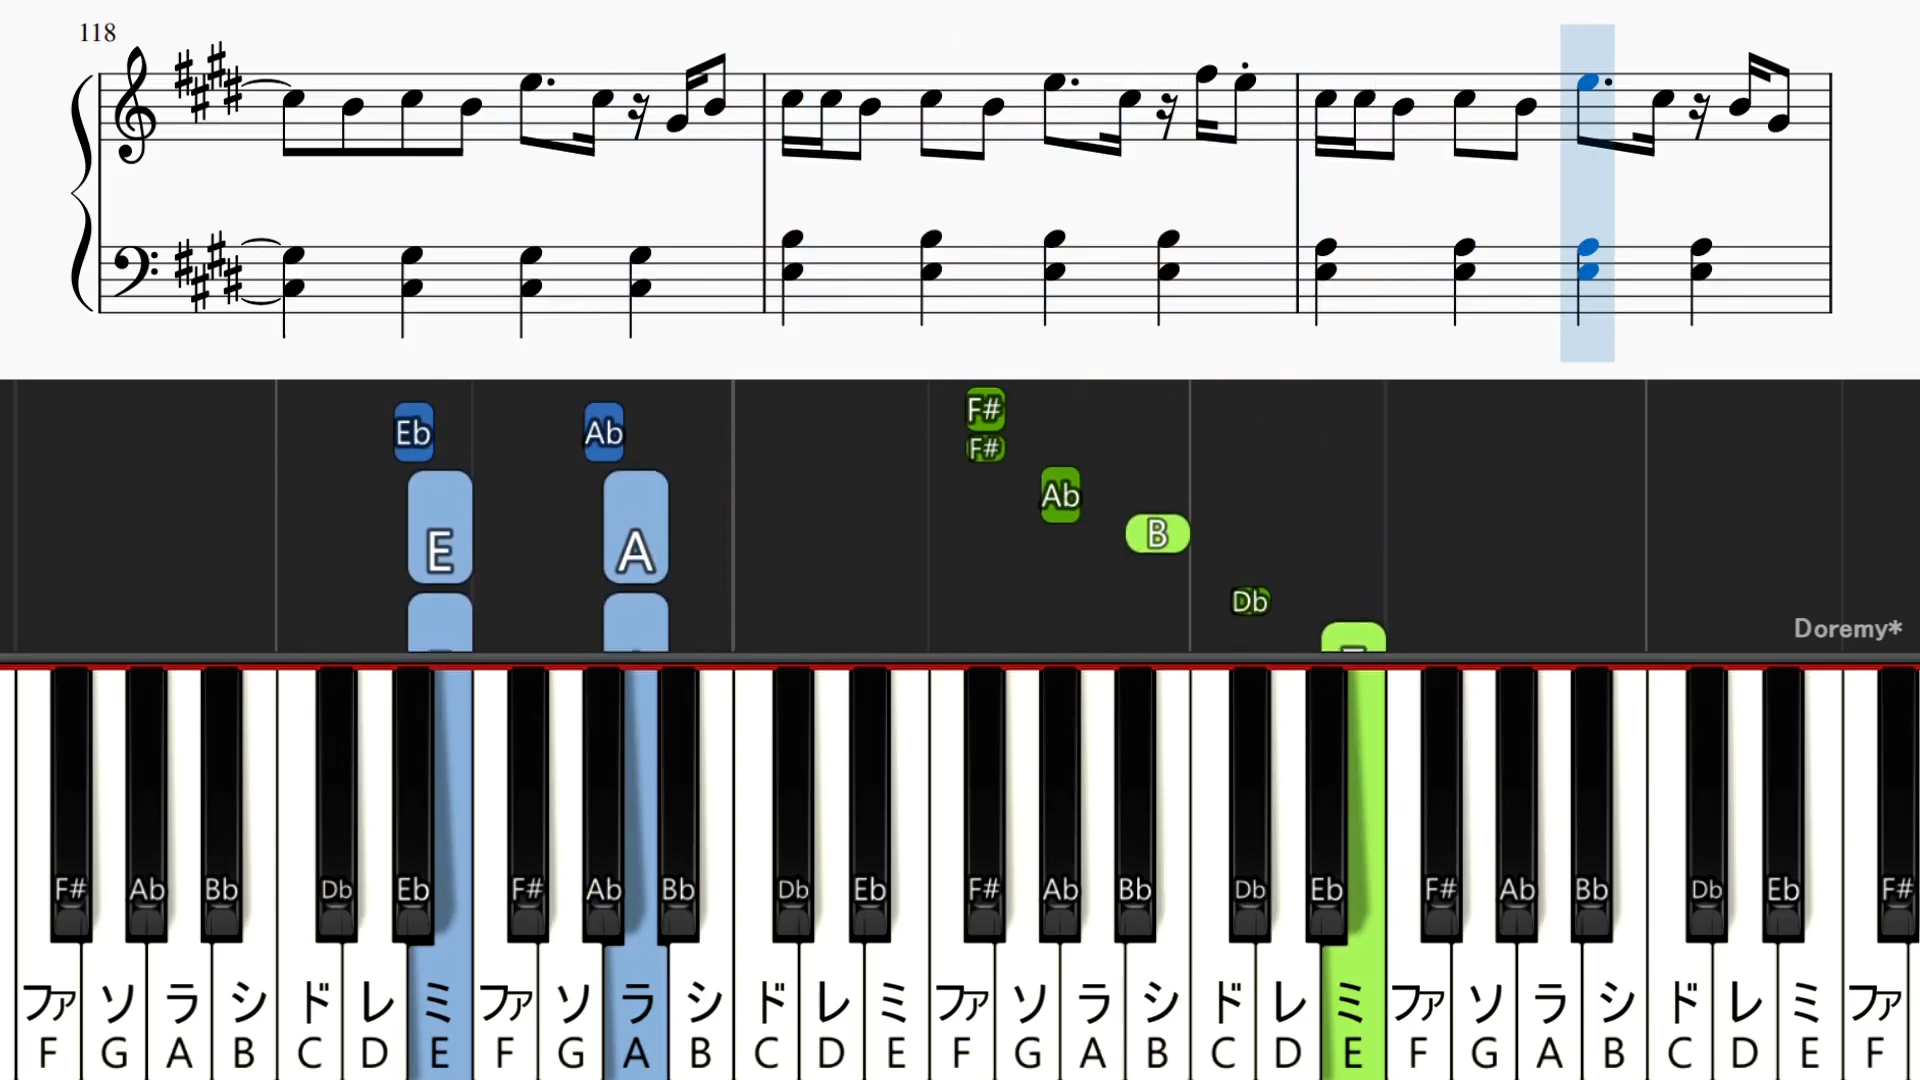 118
F#
Eb Ab
F#
Ab
E A B
Db
Doremy*
F# Ab Bb Db Eb F# Ab Bb Db Eb F# Ab Bb Db Eb F# Ab Bb Db Eb F#
ファ ソ ラ シ ド レ ミ ファ ソ ラ シ ド レ ミ ファ ソ ラ シ ド レ ミ ファ ソ ラ シ ド レ ミ ファ
F G A B C D E F G A B C D E F G A B C D E F G A B C D E F